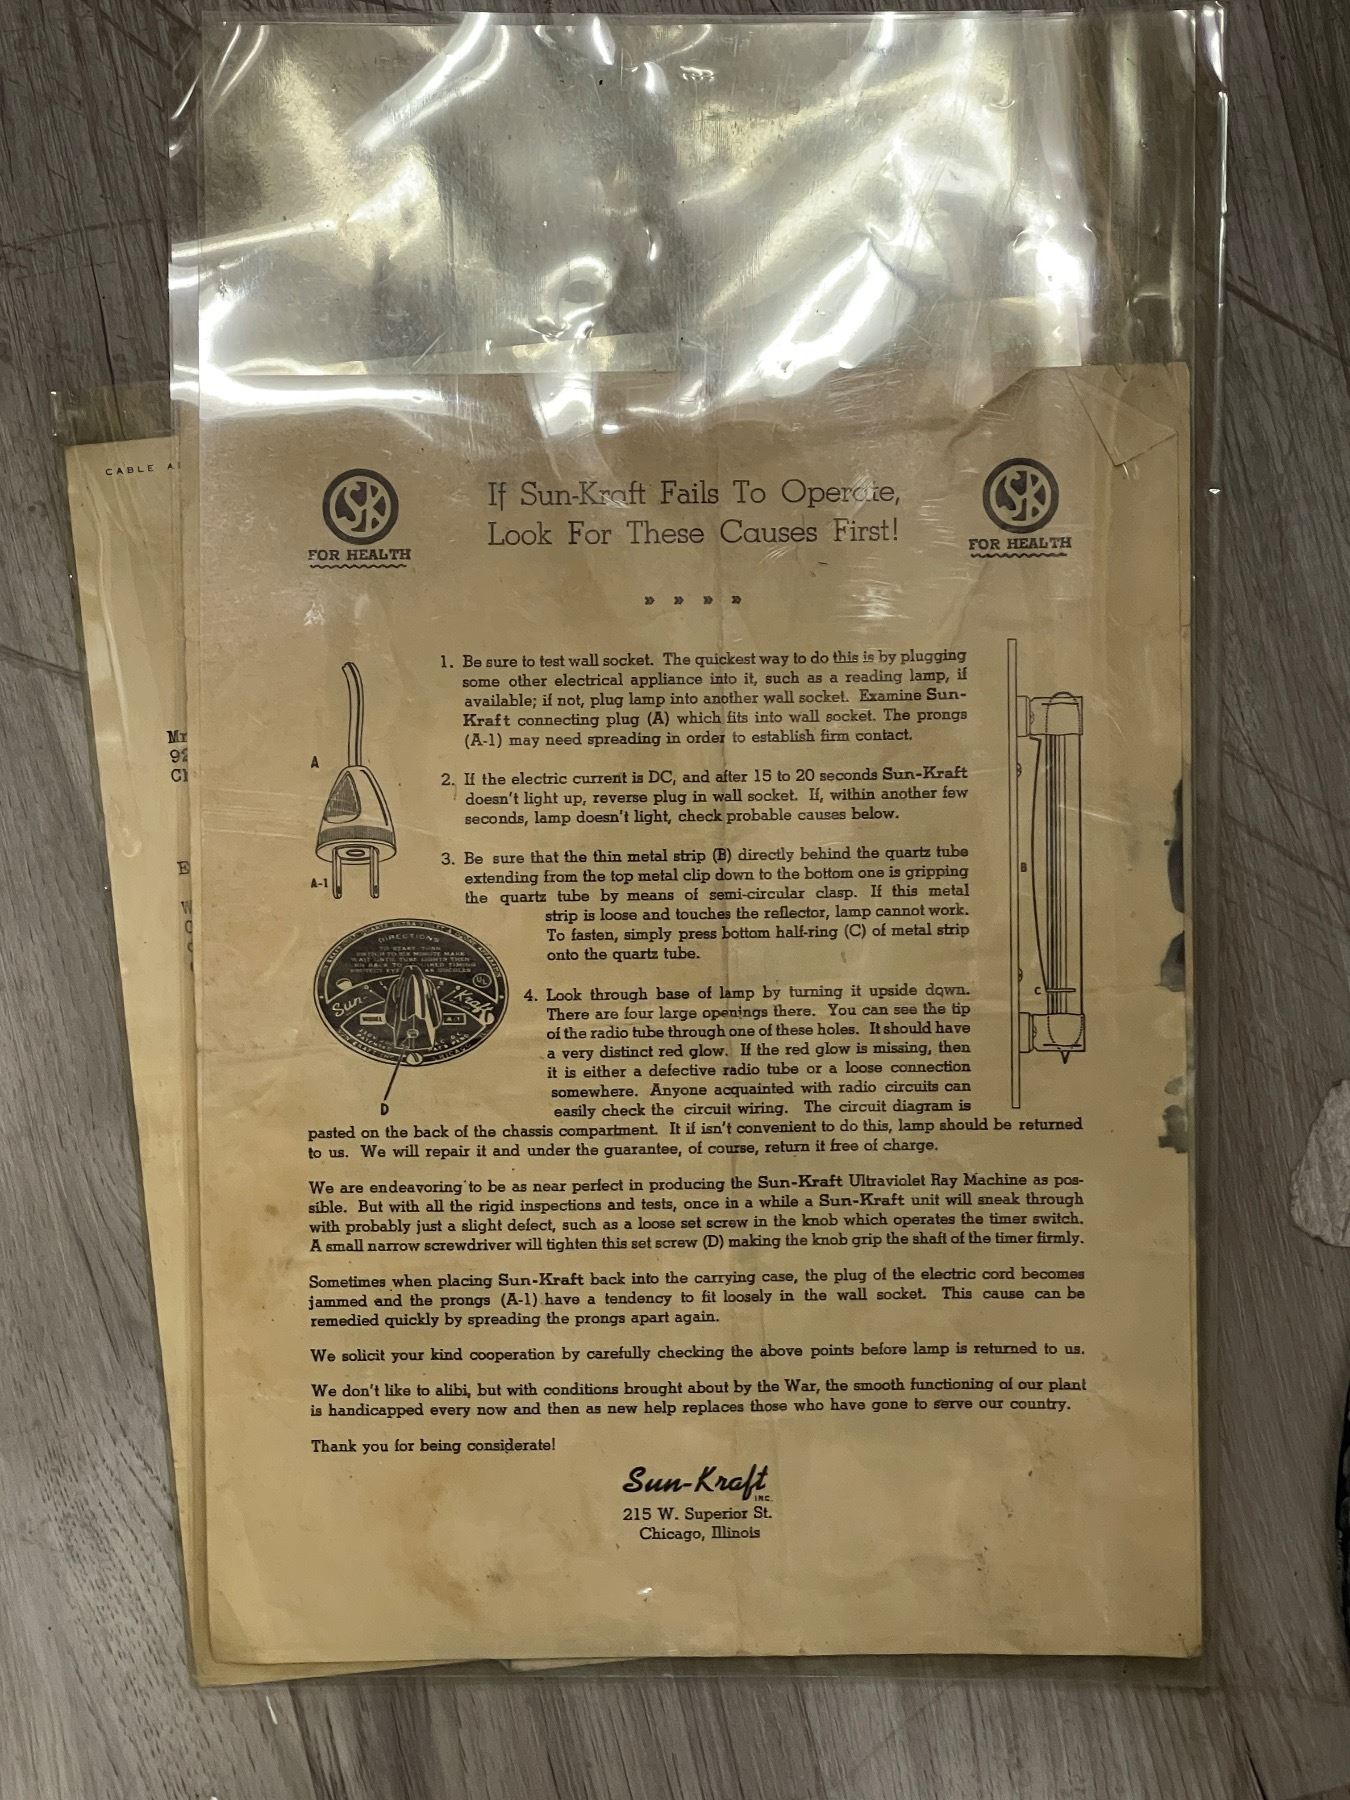 CABLE
SK
FOR HEALTH
If Sun-Kraft Fails To Operate,
Look For These Causes First!
SK
FOR HEALTH
» » » »
Mr
92
E
W
1. Be sure to test wall socket. The quickest way to do this is by plugging
some other electrical appliance into it, such as a reading lamp, if
available; if not, plug lamp into another wall socket. Examine Sun-
Kraft connecting plug (A) which fits into wall socket. The prongs
(A-1) may need spreading in order to establish firm contact.
A
A-1
2. If the electric current is DC, and after 15 to 20 seconds Sun-Kraft
doesn't light up, reverse plug in wall socket. If, within another few
seconds, lamp doesn't light, check probable causes below.
3. Be sure that the thin metal strip (B) directly behind the quartz tube
extending from the top metal clip down to the bottom one is gripping
the quartz tube by means of semi-circular clasp. If this metal
strip is loose and touches the reflector, lamp cannot work.
To fasten, simply press bottom half-ring (C) of metal strip
onto the quartz tube.
B
C
DIRECTIONS
TO START TURN
Sun-Kraft
MODEL A-1
UL
CHICAGO
D
4. Look through base of lamp by turning it upside down.
There are four large openings there. You can see the tip
of the radio tube through one of these holes. It should have
a very distinct red glow. If the red glow is missing, then
it is either a defective radio tube or a loose connection
somewhere. Anyone acquainted with radio circuits can
easily check the circuit wiring. The circuit diagram is
pasted on the back of the chassis compartment. It if isn't convenient to do this, lamp should be returned
to us. We will repair it and under the guarantee, of course, return it free of charge.
We are endeavoring to be as near perfect in producing the Sun-Kraft Ultraviolet Ray Machine as pos-
sible. But with all the rigid inspections and tests, once in a while a Sun-Kraft unit will sneak through
with probably just a slight defect, such as a loose set screw in the knob which operates the timer switch.
A small narrow screwdriver will tighten this set screw (D) making the knob grip the shaft of the timer firmly.
Sometimes when placing Sun-Kraft back into the carrying case, the plug of the electric cord becomes
jammed and the prongs (A-1) have a tendency to fit loosely in the wall socket. This cause can be
remedied quickly by spreading the prongs apart again.
We solicit your kind cooperation by carefully checking the above points before lamp is returned to us.
We don't like to alibi, but with conditions brought about by the War, the smooth functioning of our plant
is handicapped every now and then as new help replaces those who have gone to serve our country.
Thank you for being considerate!
Sun-Kraft
INC.
215 W. Superior St.
Chicago, Illinois